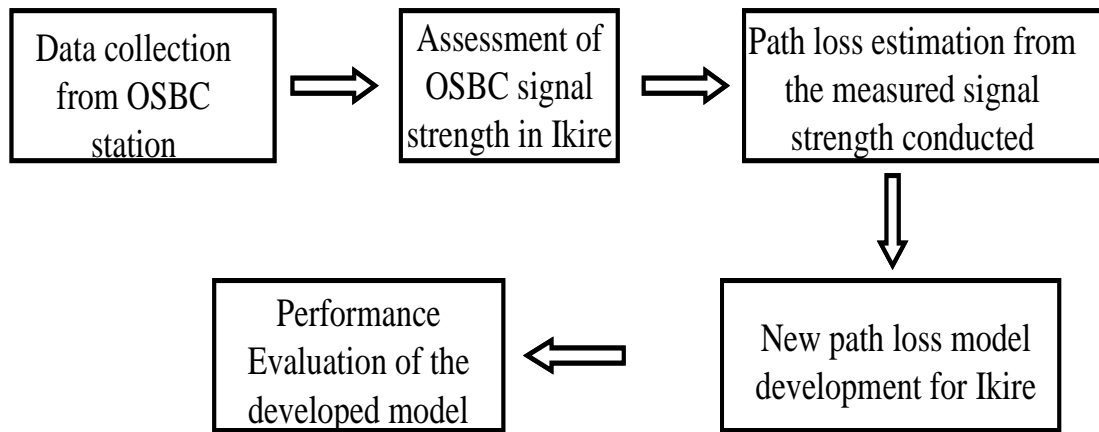 Data collection
from OSBC
station
Assessment of
OSBC signal
strength in Ikire
Path loss estimation from
the measured signal
strength conducted
New path loss model
development for Ikire
Performance
Evaluation of the
developed model